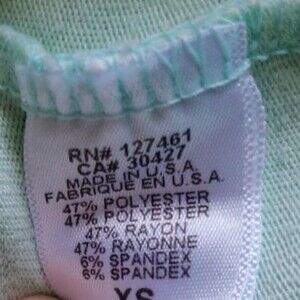 RN# 127461
CA# 30427
MADE IN U.S.A.
FABRIQUE EN U.S.A.
47% POLYESTER
47% POLYESTER
47% RAYON
47% RAYONNE
6% SPANDEX
6% SPANDEX
XS